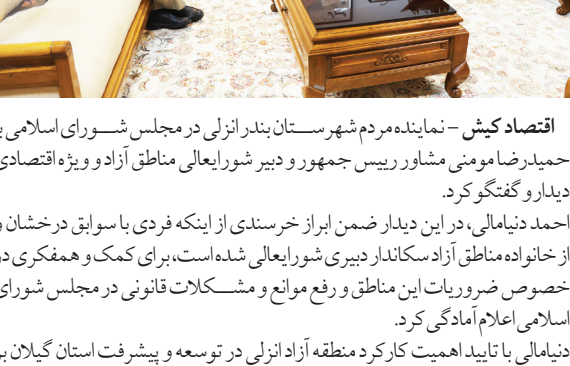 اقتصاد کیش – نماینده مردم شهرستان بندر انزلی در مجلس شورای اسلامی
حمیدرضا مومنی مشاور رییس جمهور و دبیر شورایعالی مناطق آزاد و ویژه اقتصادی
دیدار و گفتگو کرد.
احمد دنیامالی، در این دیدار ضمن ابراز خرسندی از اینکه فردی با سوابق درخشان و
از خانواده مناطق آزاد سکاندار دبیری شورایعالی شده است، برای کمک و همفکری در
خصوص ضروریات این مناطق و رفع موانع و مشکلات قانونی در مجلس شورای
اسلامی اعلام آمادگی کرد.
دنیامالی با تایید اهمیت کارکرد منطقه آزاد انزلی در توسعه و پیشرفت استان گیلان